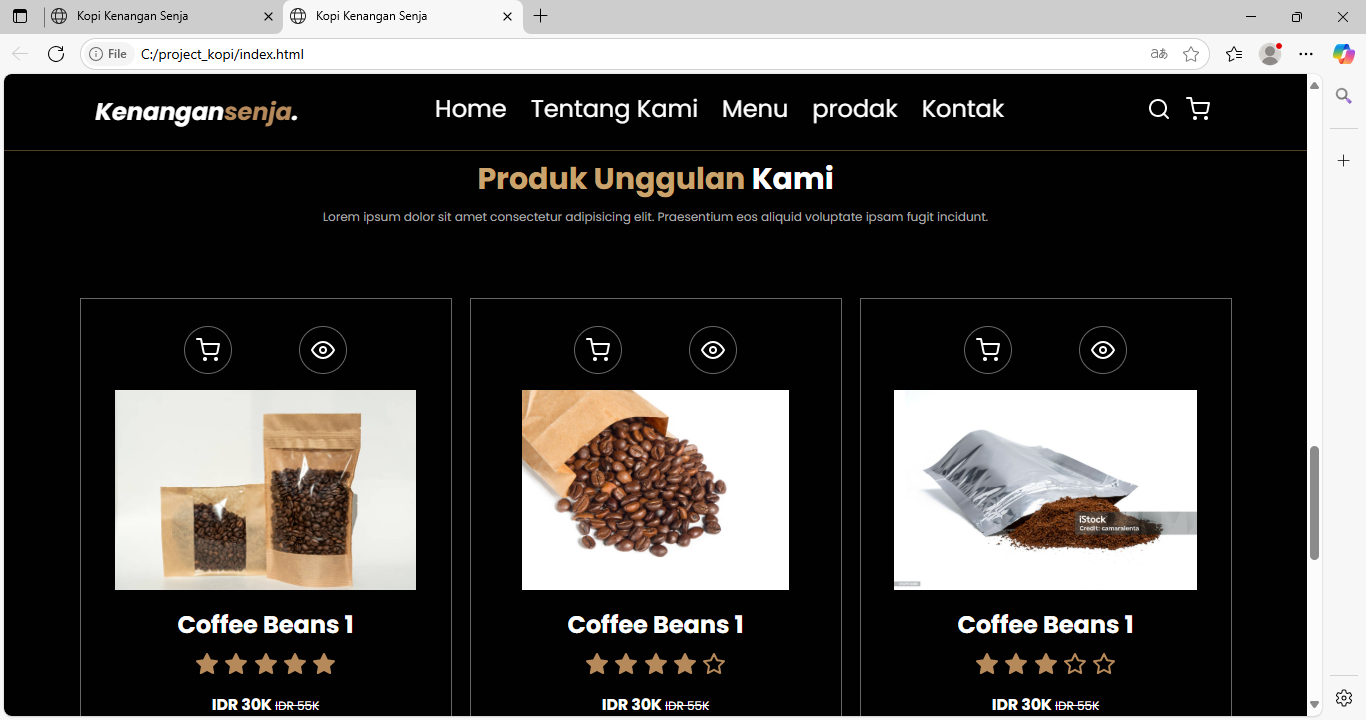 Kopi Kenangan Senja
Kopi Kenangan Senja
File C:/project_kopi/index.html
aあ
Kenangansenja.
Home Tentang Kami Menu prodak Kontak
Produk Unggulan Kami
Lorem ipsum dolor sit amet consectetur adipisicing elit. Praesentium eos aliquid voluptate ipsam fugit incidunt.
iStock
Credit: camaralenta
Coffee Beans 1 Coffee Beans 1 Coffee Beans 1
IDR 30K IDR 55K IDR 30K IDR 55K IDR 30K IDR 55K